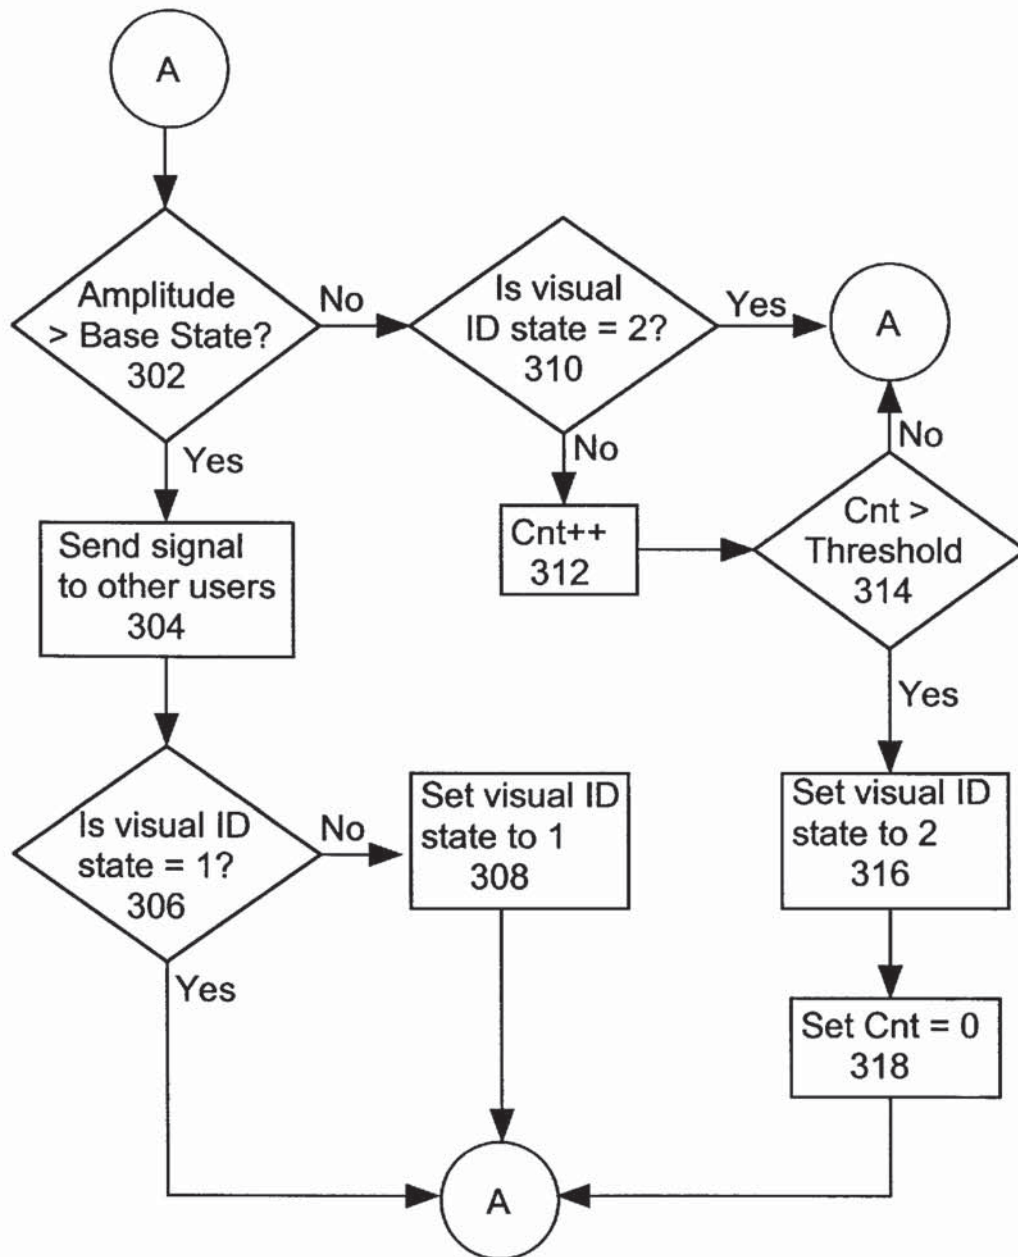 A
Amplitude
> Base State?
302
No
Is visual
ID state = 2?
310
Yes
A
Yes
No
No
Send signal
to other users
304
Cnt++
312
Cnt >
Threshold
314
Yes
Is visual ID
state = 1?
306
No
Set visual ID
state to 1
308
Set visual ID
state to 2
316
Yes
Set Cnt = 0
318
A